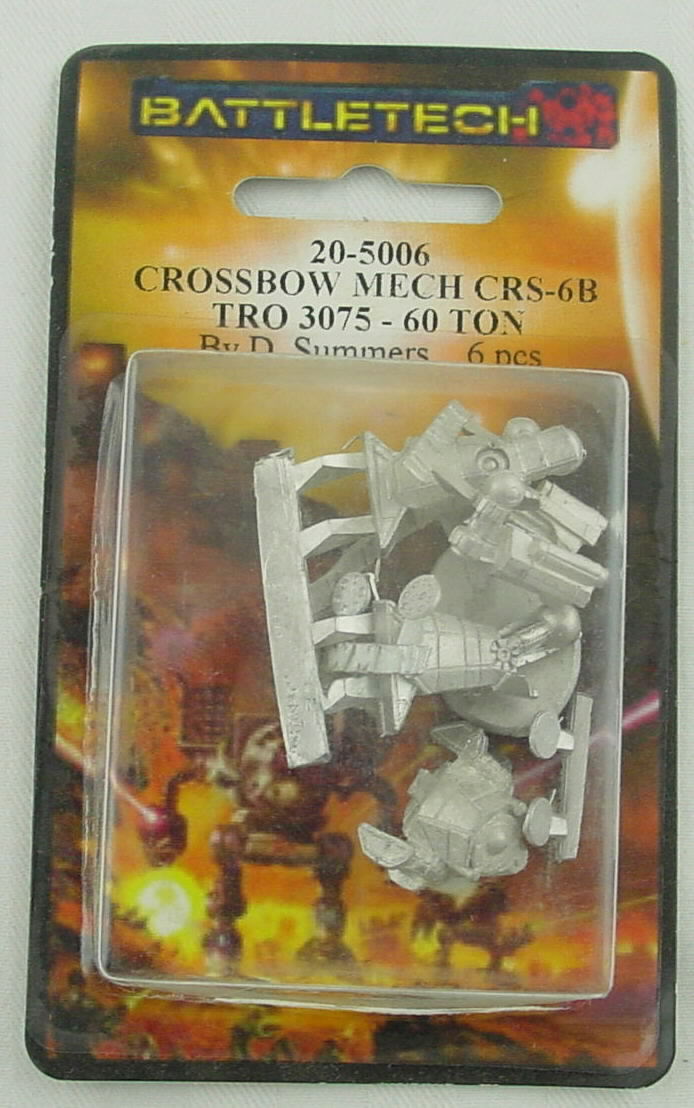 BATTLETECH
20-5006
CROSSBOW MECH CRS-6B
TRO 3075 - 60 TON
By D. Summers 6 pcs